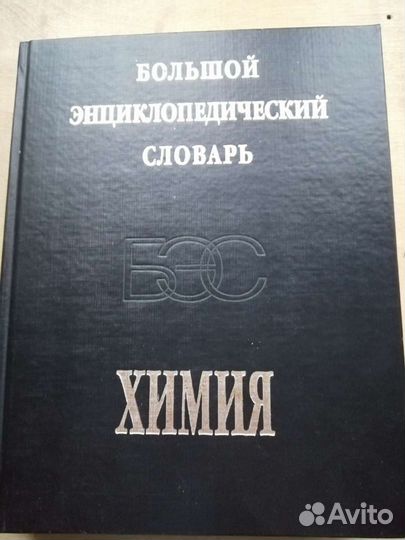 БОЛЬШОЙ
ЭНЦИКЛОПЕДИЧЕСКИЙ
СЛОВАРЬ
БЭС
ХИМИЯ
Avito